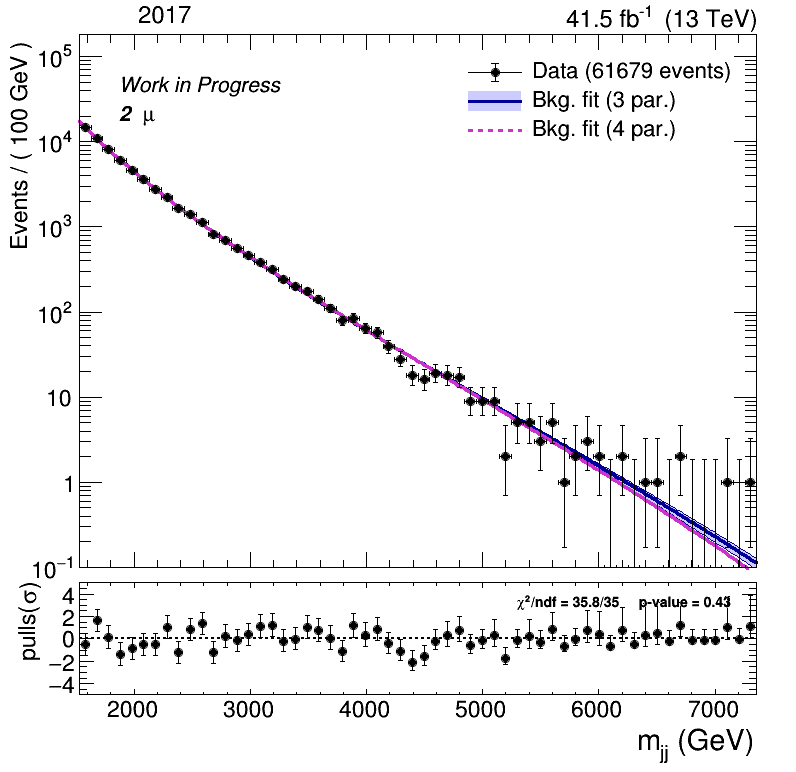 2017 41.5 fb⁻¹ (13 TeV)
Events / ( 100 GeV )
10⁵
10⁴
10³
10²
10
1
10⁻¹
Work in Progress
2 μ
Data (61679 events)
Bkg. fit (3 par.)
Bkg. fit (4 par.)
pulls(σ)
4
2
0
−2
−4
χ²/ndf = 35.8/35 p-value = 0.43
2000 3000 4000 5000 6000 7000
m_jj (GeV)